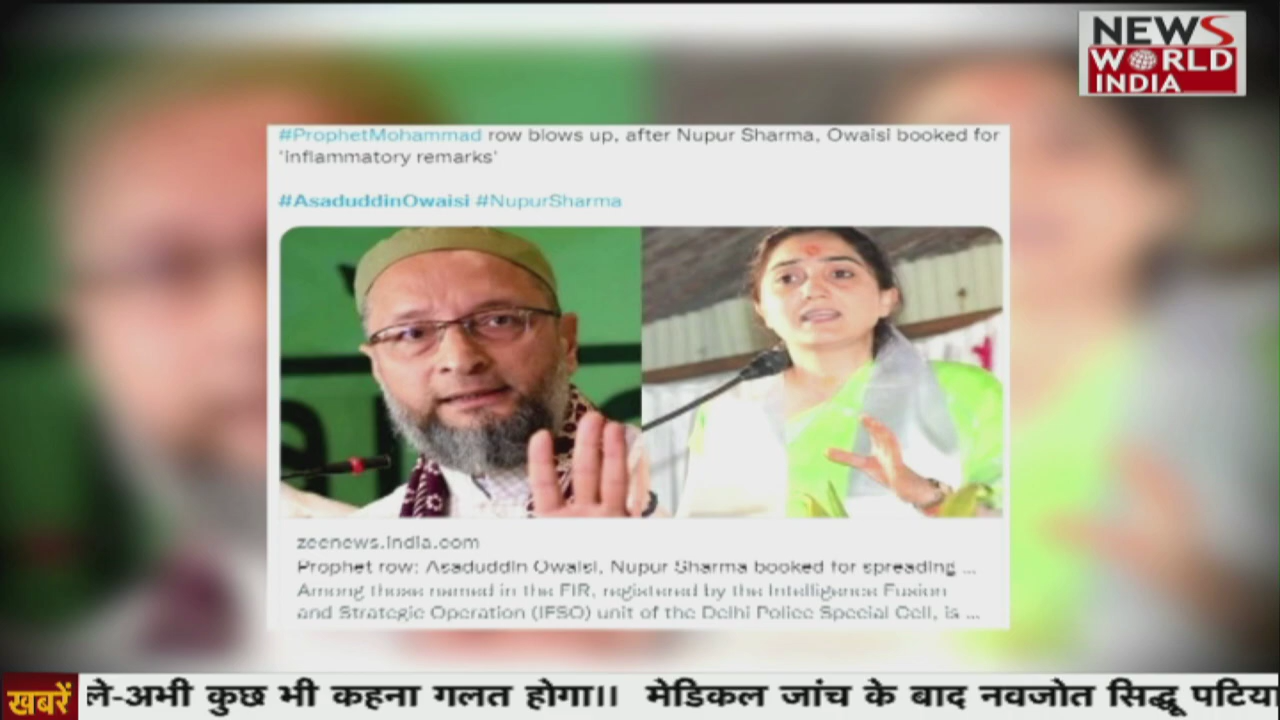 NEWS
WORLD
INDIA
#ProphetMohammad row blows up, after Nupur Sharma, Owaisi booked for
'inflammatory remarks'
#AsaduddinOwaisi #NupurSharma
zeenews.india.com
Prophet row: Asaduddin Owaisi, Nupur Sharma booked for spreading ...
Among those named in the FIR, registered by the Intelligence Fusion
and Strategic Operation (IFSO) unit of the Delhi Police Special Cell, is ...
खबरें ले-अभी कुछ भी कहना गलत होगा।। मेडिकल जांच के बाद नवजोत सिद्धू पटिया